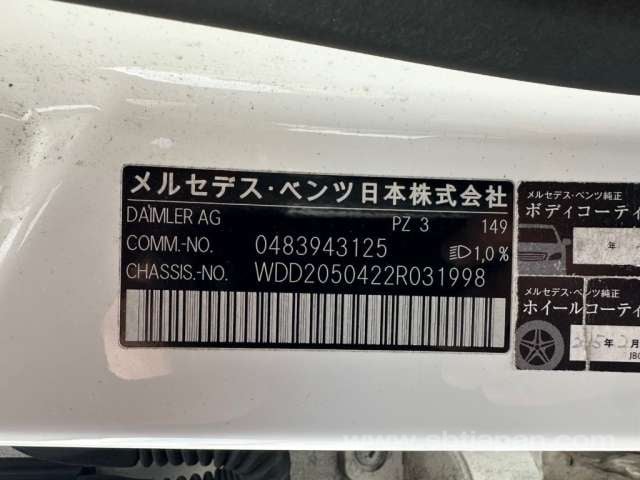 メルセデス・ベンツ日本株式会社
DAIMLER AG PZ 3 149
COMM.-NO. 0483943125 1,0%
CHASSIS.-NO. WDD2050422R031998
メルセデス・ベンツ純正
ボディコーティ
年
メルセデス・ベンツ純正
ホイールコーティ
年 2月
www.sbtjapan.com